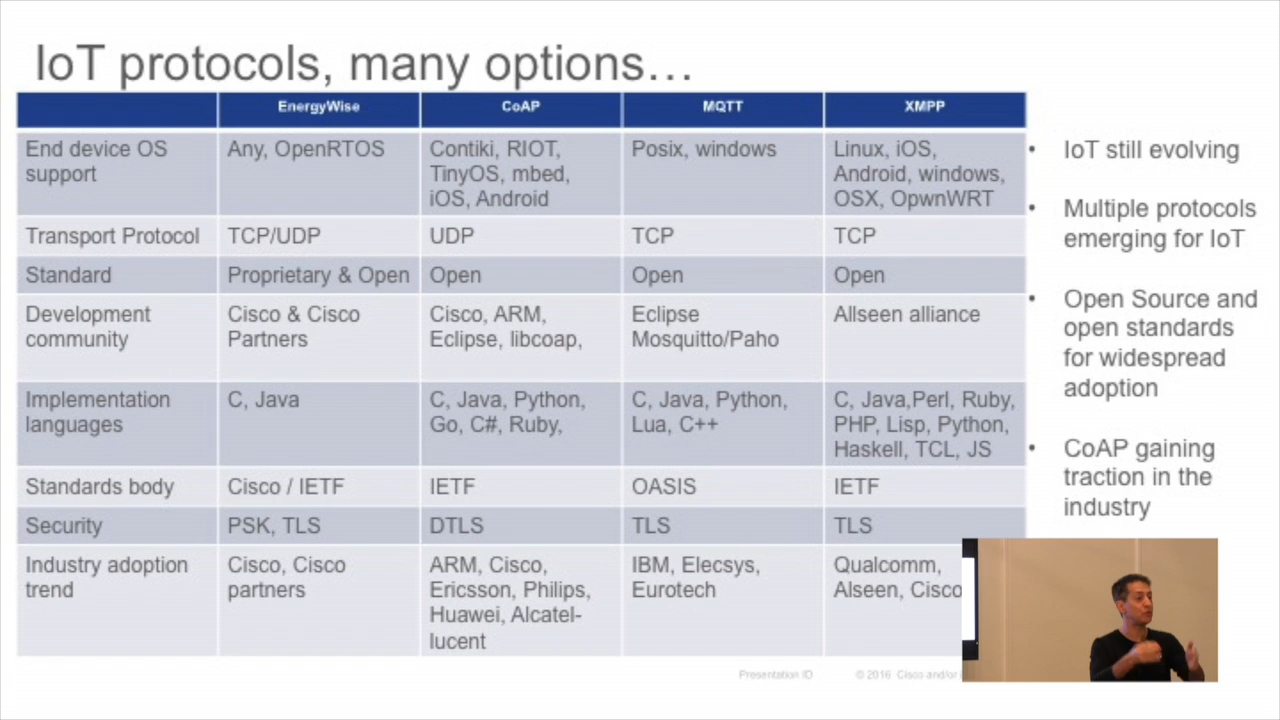 IoT protocols, many options…
EnergyWise CoAP MQTT XMPP
End device OS support
Any, OpenRTOS
Contiki, RIOT,
TinyOS, mbed,
iOS, Android
Posix, windows
Linux, iOS,
Android, windows,
OSX, OpwnWRT
Transport Protocol TCP/UDP UDP TCP TCP
Standard Proprietary & Open Open Open Open
Development
community
Cisco & Cisco
Partners
Cisco, ARM,
Eclipse, libcoap,
Eclipse
Mosquitto/Paho
Allseen alliance
Implementation
languages
C, Java
C, Java, Python,
Go, C#, Ruby,
C, Java, Python,
Lua, C++
C, Java,Perl, Ruby,
PHP, Lisp, Python,
Haskell, TCL, JS
Standards body Cisco / IETF IETF OASIS IETF
Security PSK, TLS DTLS TLS TLS
Industry adoption
trend
Cisco, Cisco
partners
ARM, Cisco,
Ericsson, Philips,
Huawei, Alcatel-
lucent
IBM, Elecsys,
Eurotech
Qualcomm,
Alseen, Cisco
• IoT still evolving
• Multiple protocols
emerging for IoT
• Open Source and
open standards
for widespread
adoption
• CoAP gaining
traction in the
industry
Presentation ID
© 2016 Cisco and/or